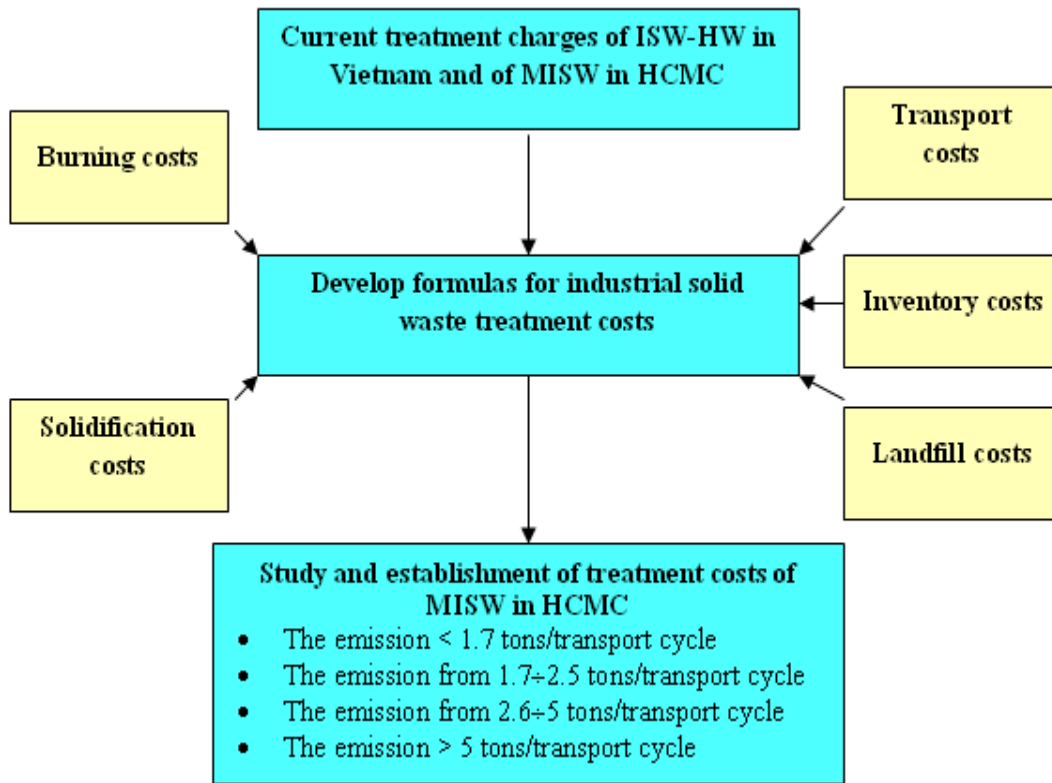 Current treatment charges of ISW-HW in
Vietnam and of MISW in HCMC
Burning costs
Transport
costs
Develop formulas for industrial solid
waste treatment costs
Inventory costs
Solidification
costs
Landfill costs
Study and establishment of treatment costs of
MISW in HCMC
• The emission < 1.7 tons/transport cycle
• The emission from 1.7÷2.5 tons/transport cycle
• The emission from 2.6÷5 tons/transport cycle
• The emission > 5 tons/transport cycle